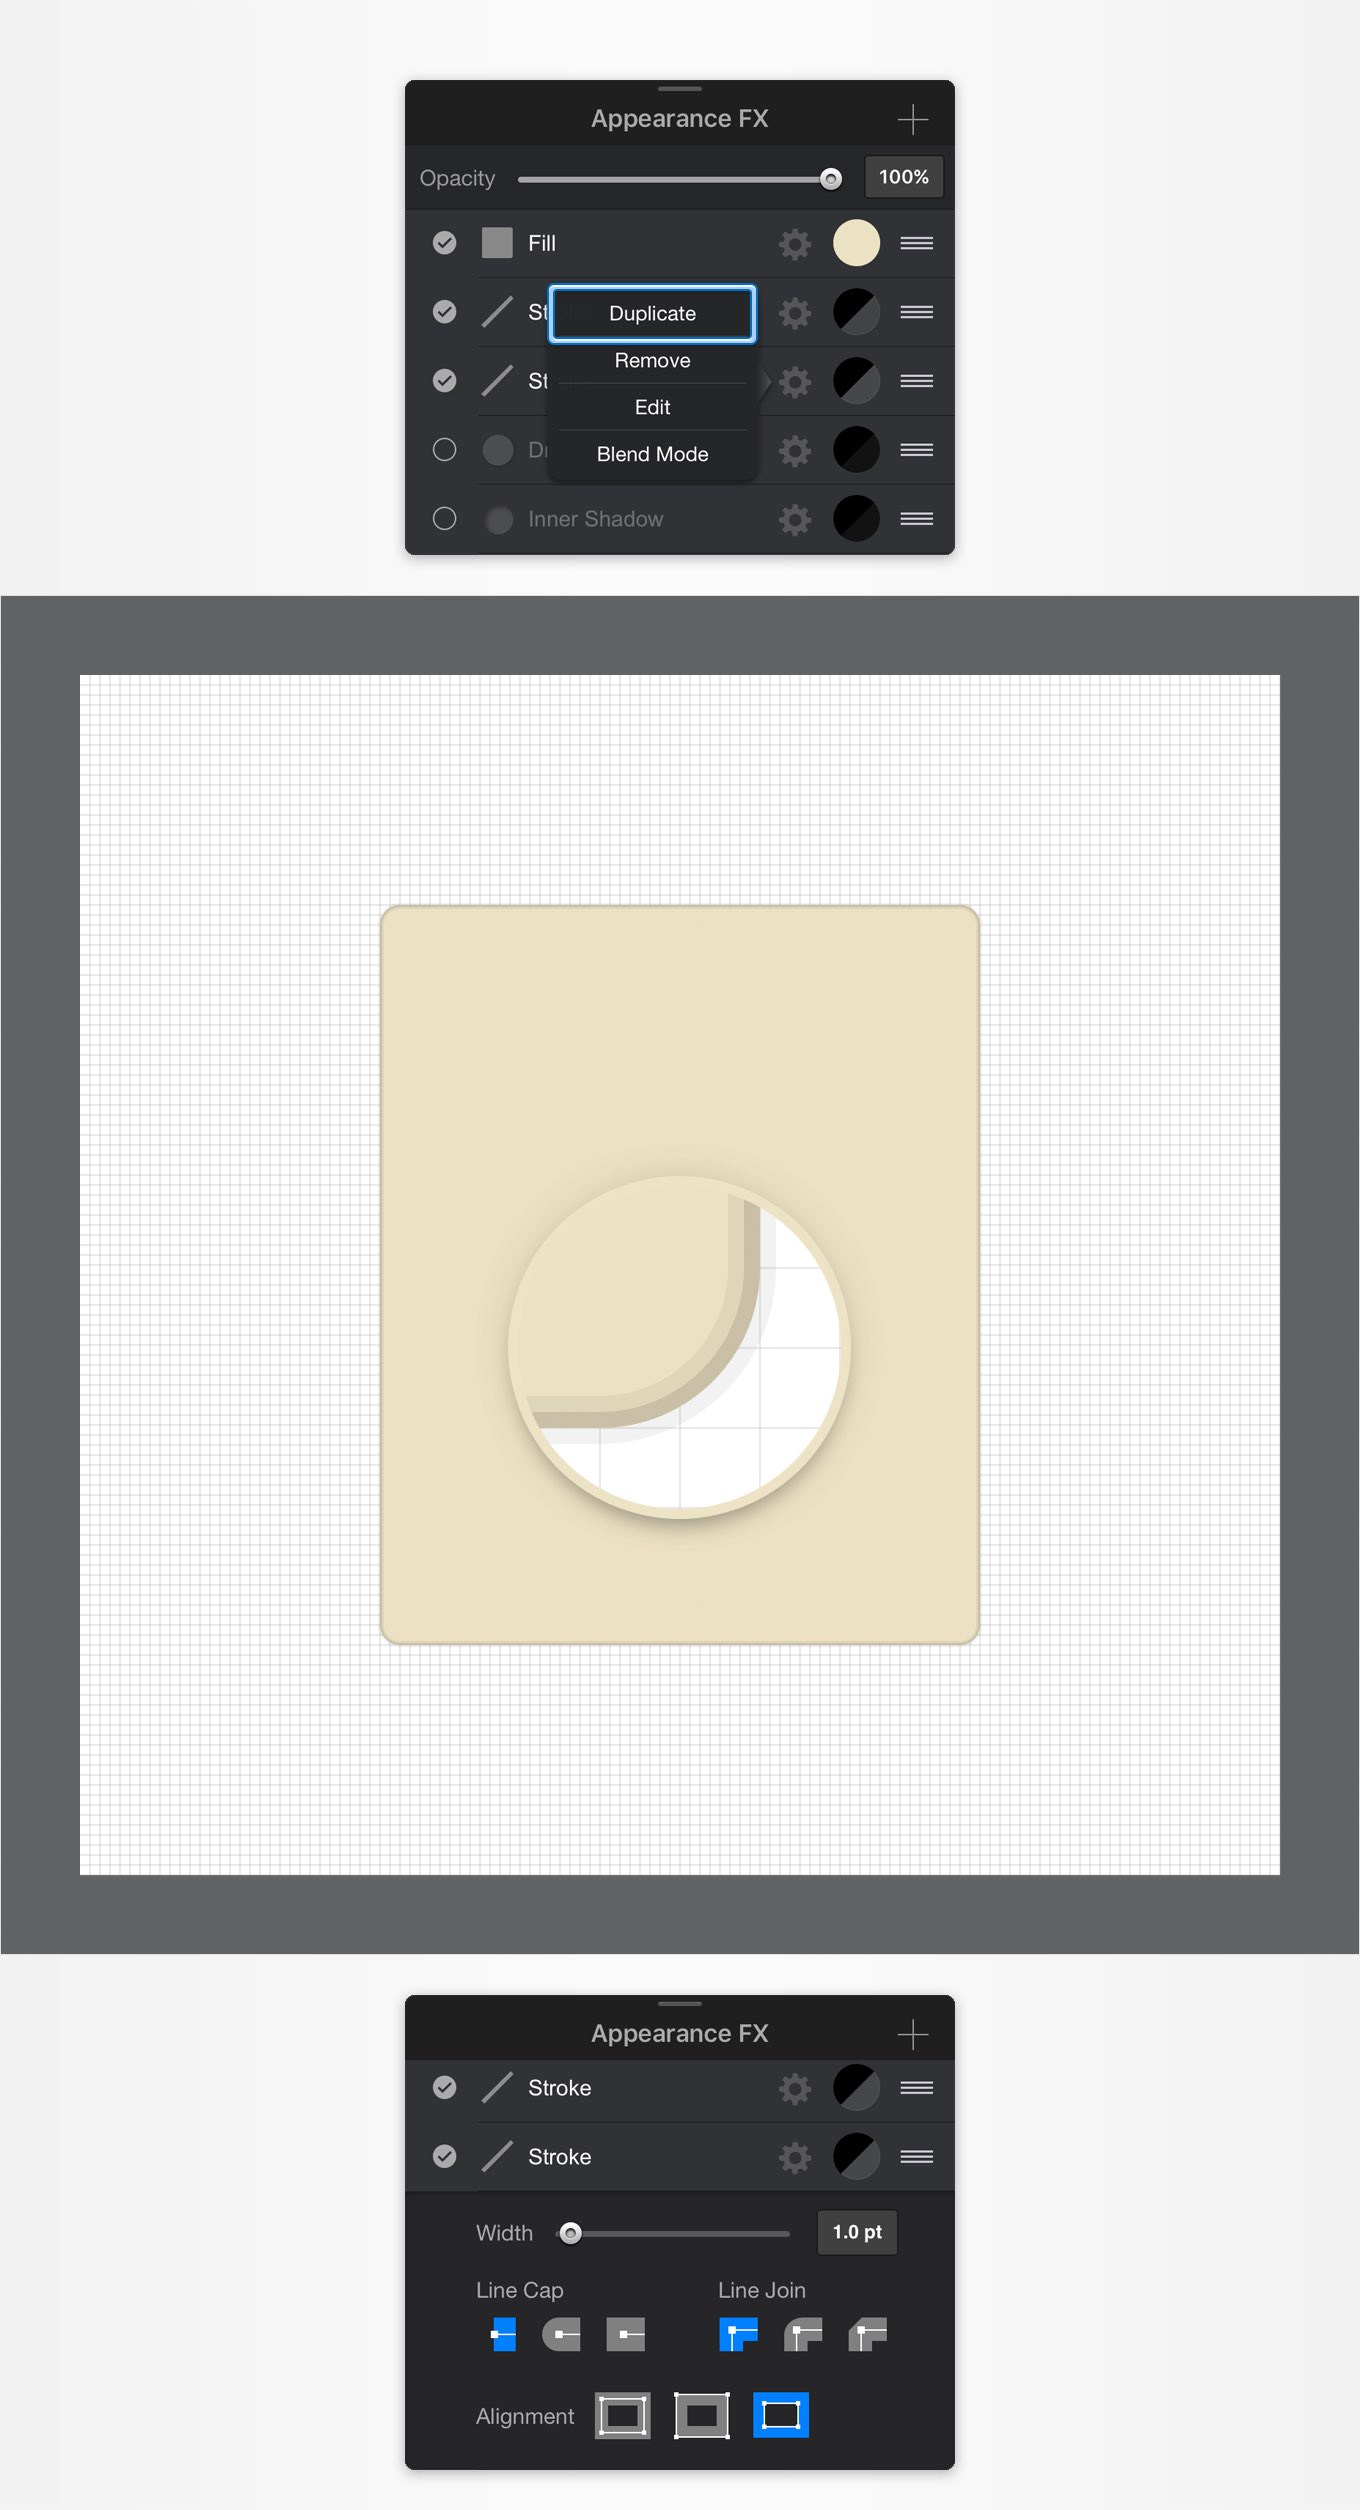 Appearance FX
Opacity 100%
Fill
St Duplicate
Remove
St
Edit
Dr Blend Mode
Inner Shadow
Appearance FX
Stroke
Stroke
Width 1.0 pt
Line Cap Line Join
Alignment